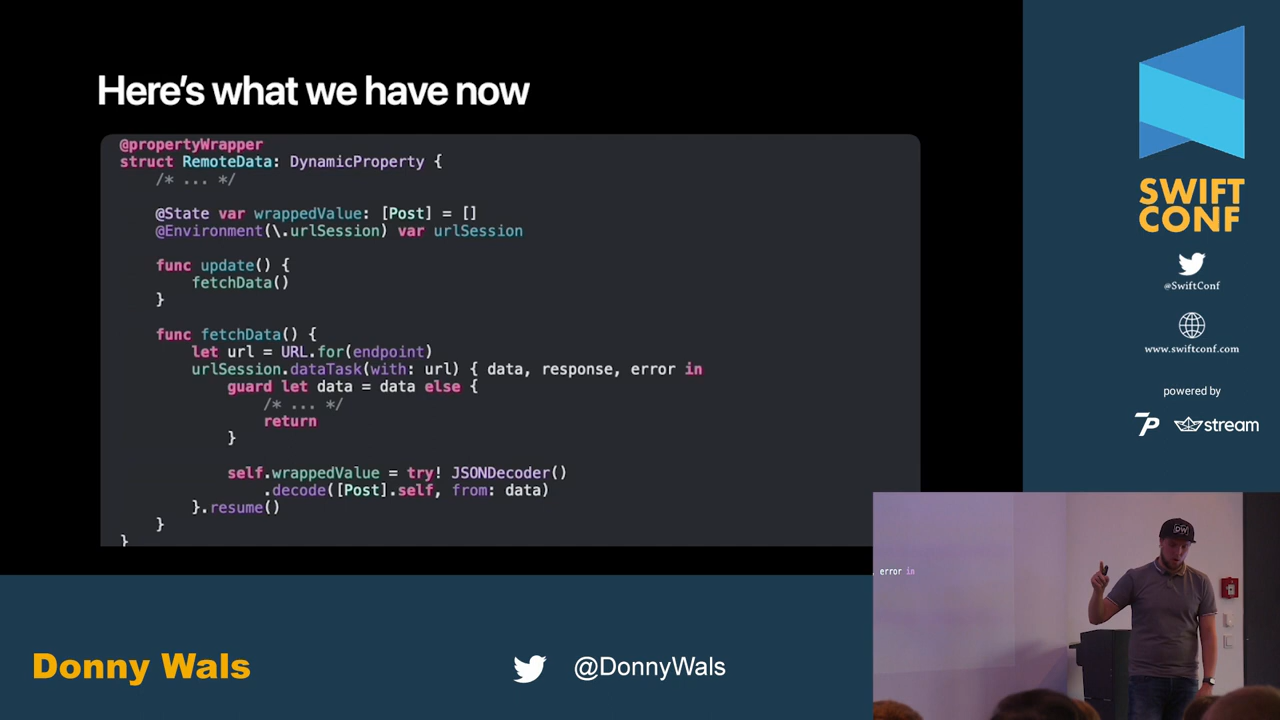 Here's what we have now
@propertyWrapper
struct RemoteData: DynamicProperty {
/* ... */
@State var wrappedValue: [Post] = []
@Environment(\.urlSession) var urlSession
func update() {
fetchData()
}
func fetchData() {
let url = URL.for(endpoint)
urlSession.dataTask(with: url) { data, response, error in
guard let data = data else {
/* ... */
return
}
self.wrappedValue = try! JSONDecoder()
.decode([Post].self, from: data)
}.resume()
}
}
SWIFT
CONF
@SwiftConf
www.swiftconf.com
powered by
7P stream
, error in
DW
Donny Wals
@DonnyWals